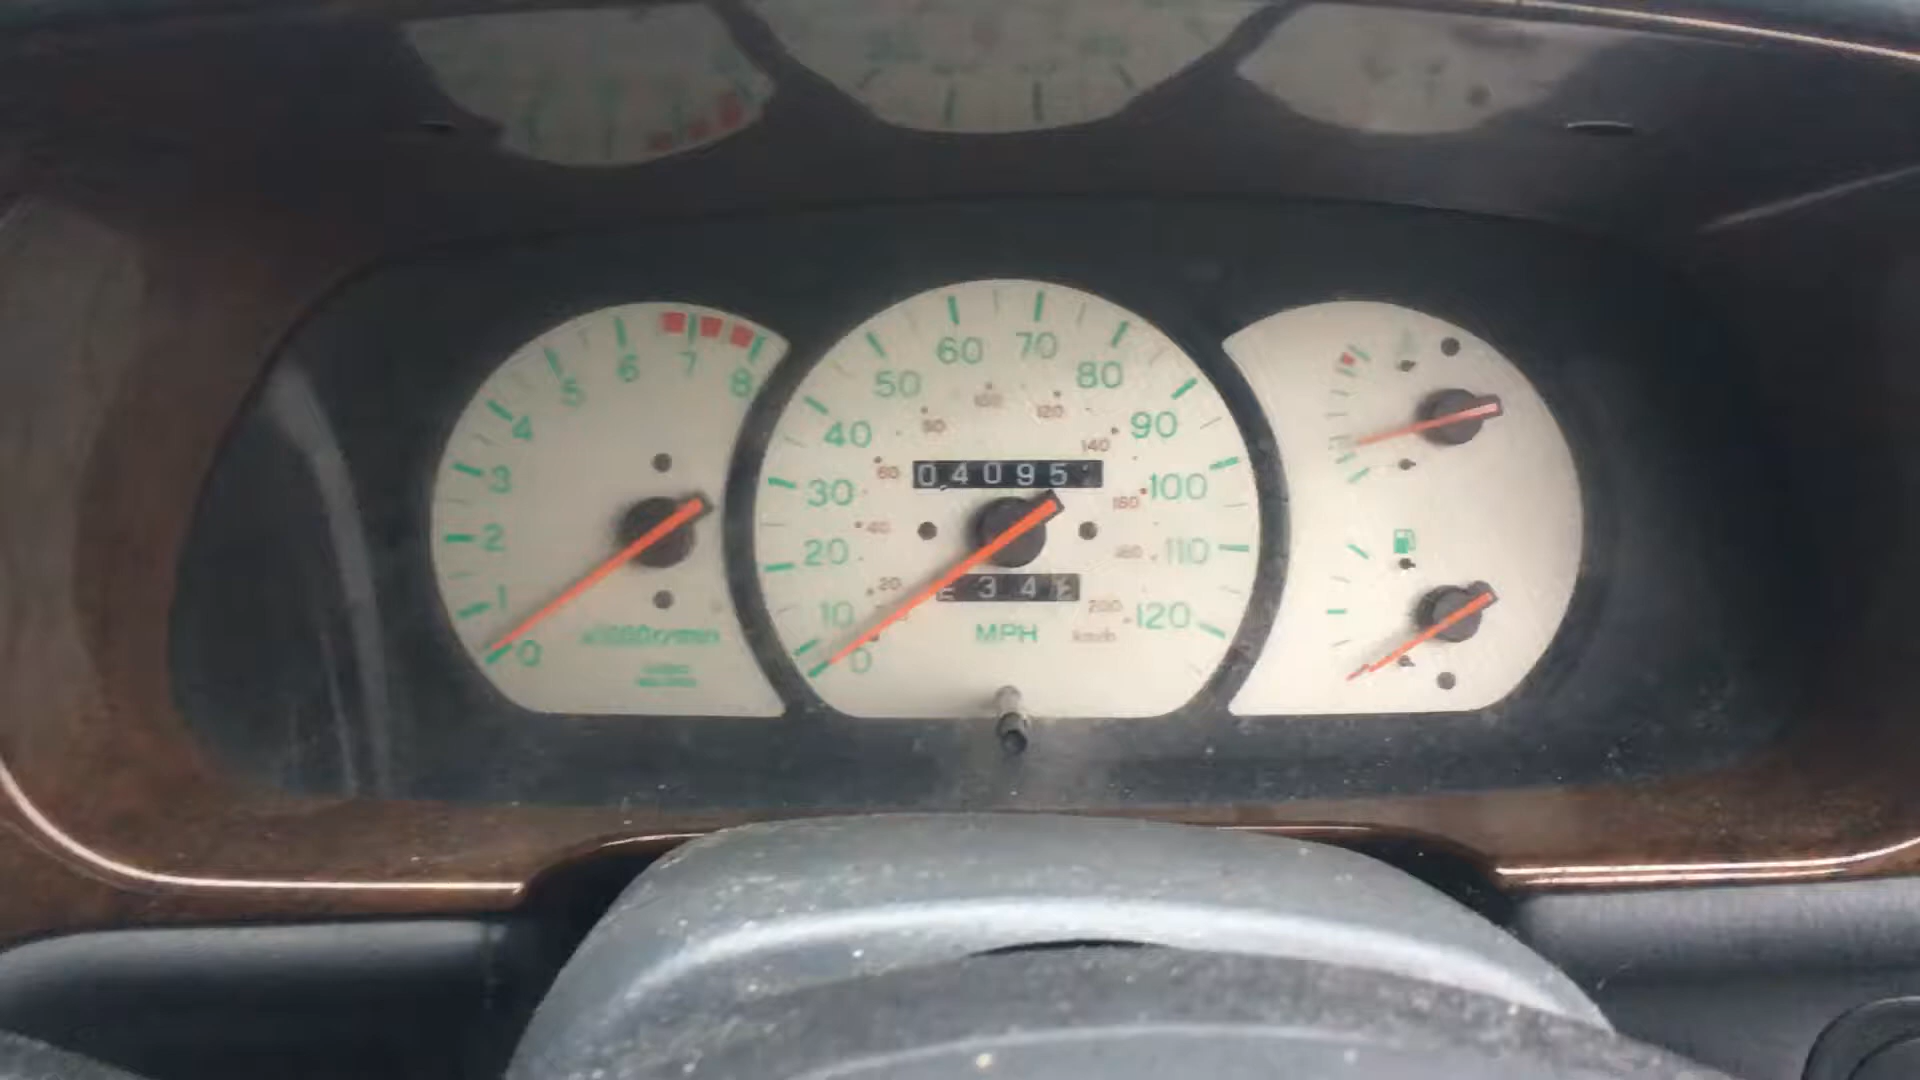 0 1 2 3 4 5 6 7 8
0 10 20 30 40 50 60 70 80 90 100 110 120
20 40 60 80 100 120 140 160 180 200
04095
34
MPH
km/h